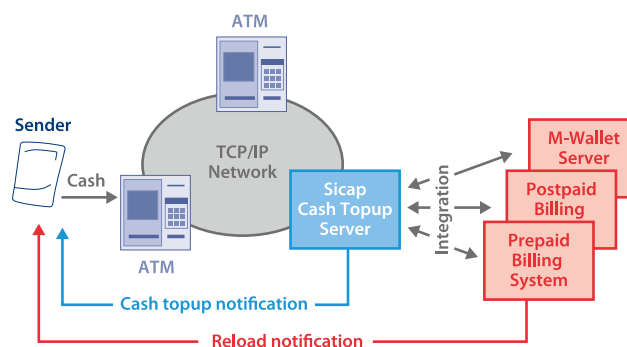 ATM
Sender
TCP/IP
Network
Cash
ATM
Sicap
Cash Topup
Server
Integration
M-Wallet
Server
Postpaid
Billing
Prepaid
Billing
System
Cash topup notification
Reload notification